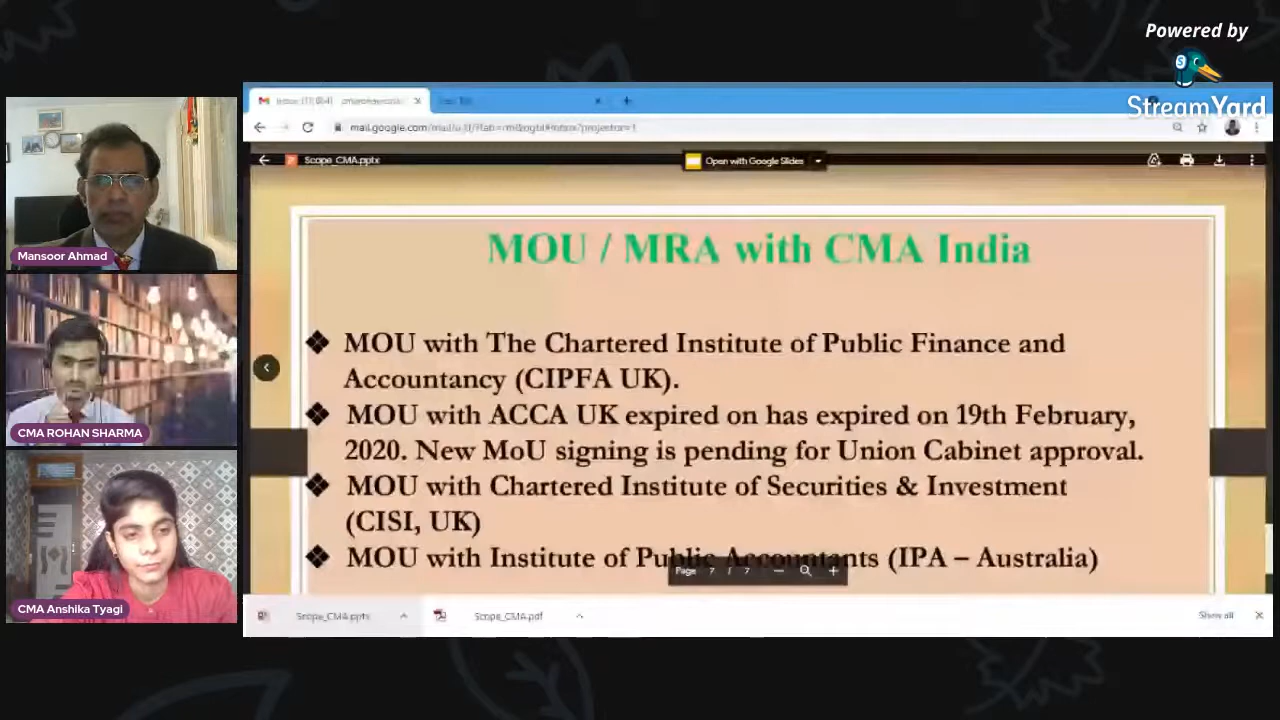 Powered by
StreamYard
Open with Google Slides
Scope_CMA.pptx
MOU / MRA with CMA India
❖ MOU with The Chartered Institute of Public Finance and
Accountancy (CIPFA UK).
❖ MOU with ACCA UK expired on has expired on 19th February,
2020. New MoU signing is pending for Union Cabinet approval.
❖ MOU with Chartered Institute of Securities & Investment
(CISI, UK)
❖ MOU with Institute of Public Accountants (IPA – Australia)
Page 7 / 7
Scope_CMA.pptx
Scope_CMA.pdf
Show all
Mansoor Ahmad
CMA ROHAN SHARMA
CMA Anshika Tyagi